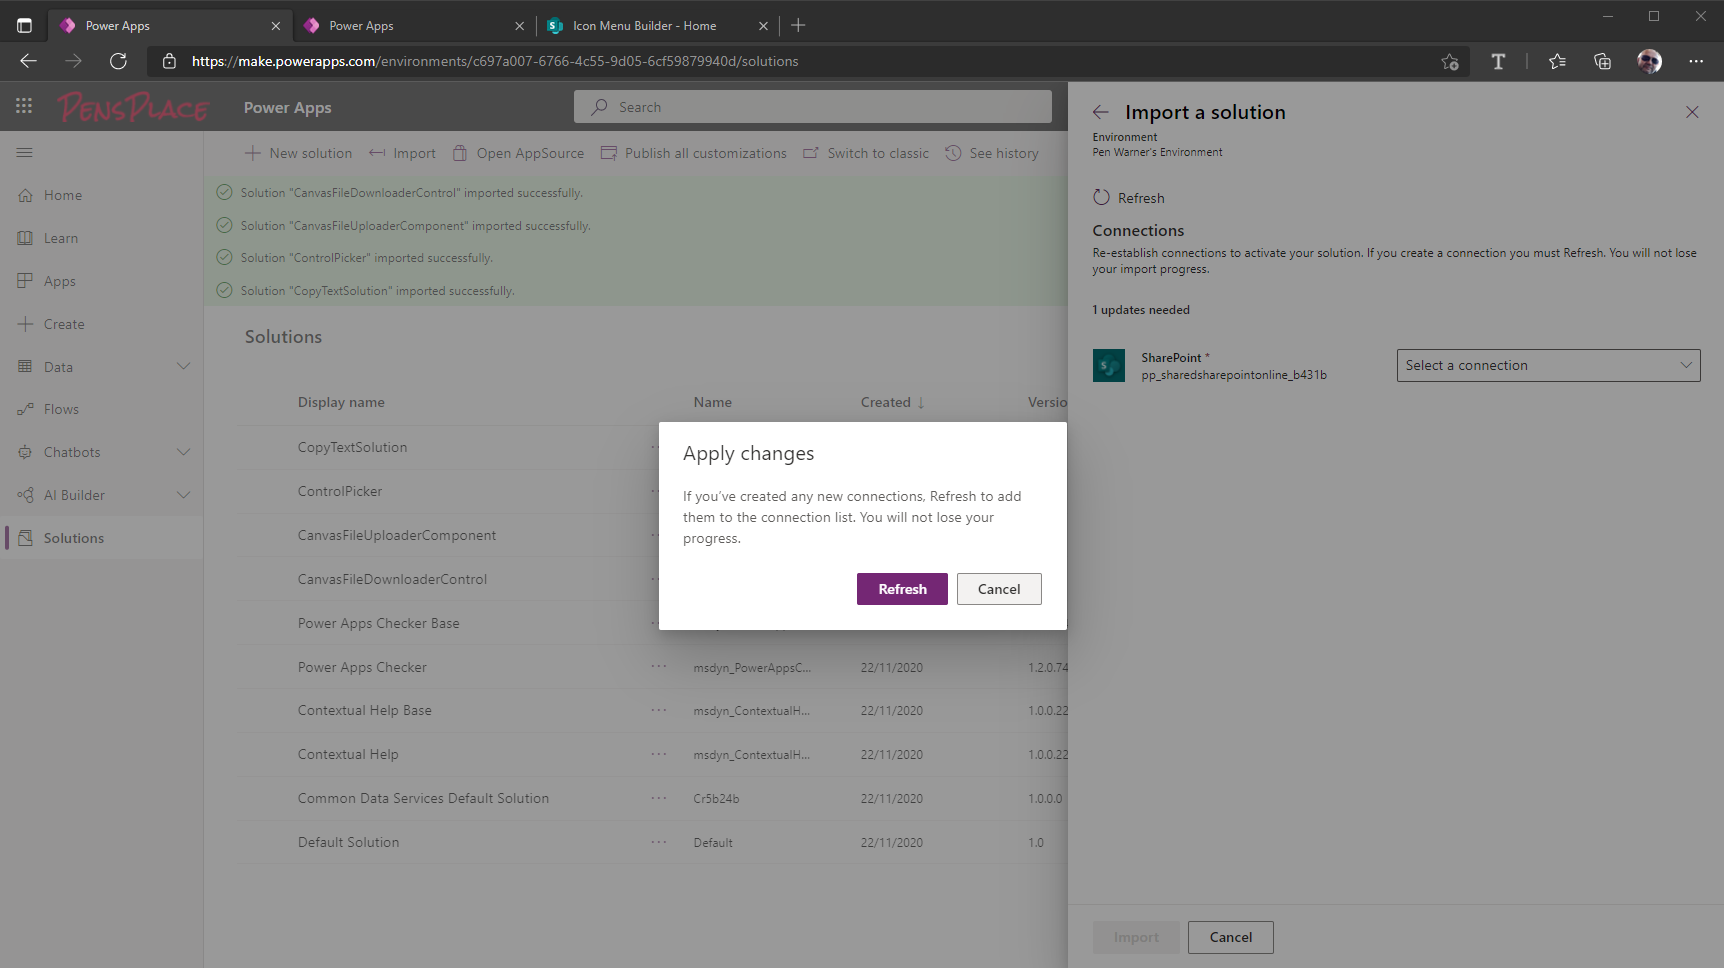 Power Apps
Power Apps
Icon Menu Builder - Home
https://make.powerapps.com/environments/c697a007-6766-4c55-9d05-6cf59879940d/solutions
PensPlace
Power Apps
Search
New solution
Import
Open AppSource
Publish all customizations
Switch to classic
See history
Solution "CanvasFileDownloaderControl" imported successfully.
Solution "CanvasFileUploaderComponent" imported successfully.
Solution "ControlPicker" imported successfully.
Solution "CopyTextSolution" imported successfully.
Home
Learn
Apps
Create
Data
Flows
Chatbots
AI Builder
Solutions
Solutions
Display name Name Created ↓ Versio
CopyTextSolution ··
ControlPicker ··
CanvasFileUploaderComponent ··
CanvasFileDownloaderControl ··
Power Apps Checker Base ··
Power Apps Checker ··· msdyn_PowerAppsC... 22/11/2020 1.2.0.74
Contextual Help Base ··· msdyn_ContextualH... 22/11/2020 1.0.0.22
Contextual Help ··· msdyn_ContextualH... 22/11/2020 1.0.0.22
Common Data Services Default Solution ··· Cr5b24b 22/11/2020 1.0.0.0
Default Solution ··· Default 22/11/2020 1.0
Apply changes
If you've created any new connections, Refresh to add
them to the connection list. You will not lose your
progress.
Refresh
Cancel
Import a solution
Environment
Pen Warner's Environment
Refresh
Connections
Re-establish connections to activate your solution. If you create a connection you must Refresh. You will not lose
your import progress.
1 updates needed
SharePoint *
pp_sharedsharepointonline_b431b
Select a connection
Import
Cancel